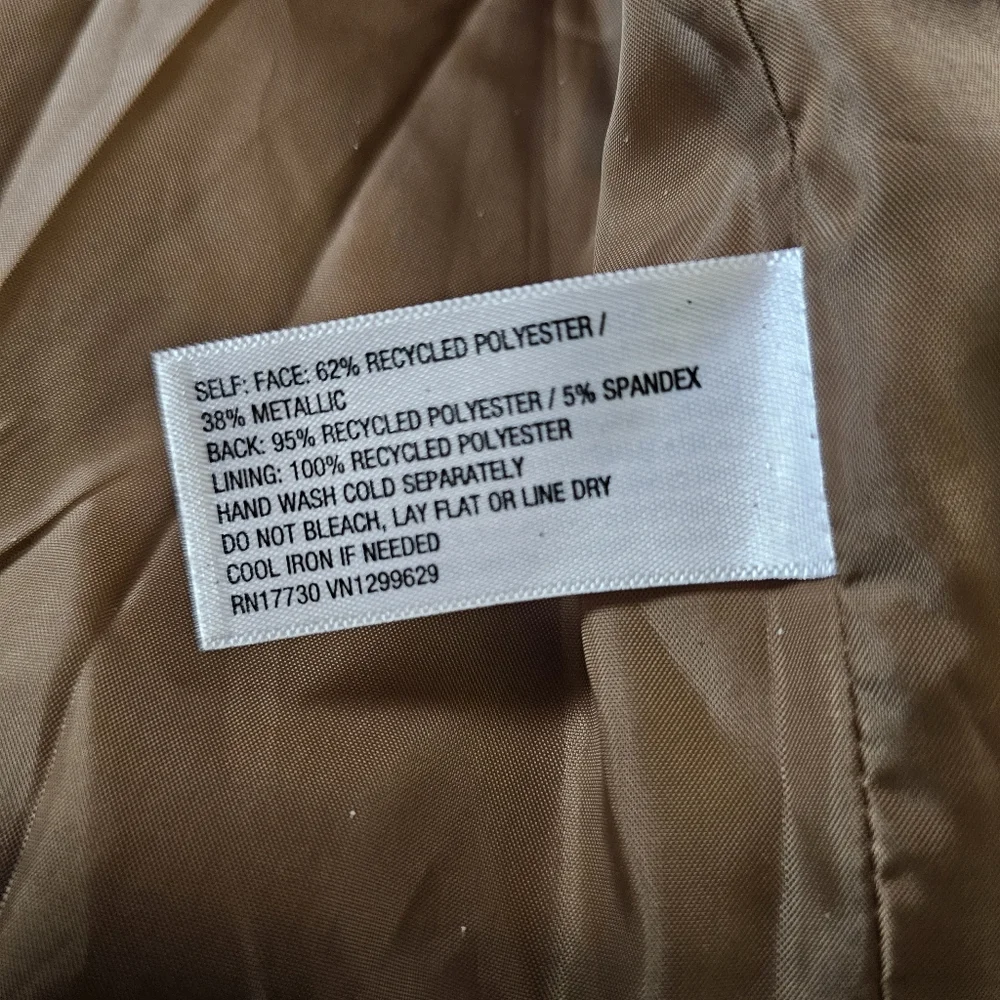 SELF: FACE: 62% RECYCLED POLYESTER /
38% METALLIC
BACK: 95% RECYCLED POLYESTER / 5% SPANDEX
LINING: 100% RECYCLED POLYESTER
HAND WASH COLD SEPARATELY
DO NOT BLEACH, LAY FLAT OR LINE DRY
COOL IRON IF NEEDED
RN17730 VN1299629